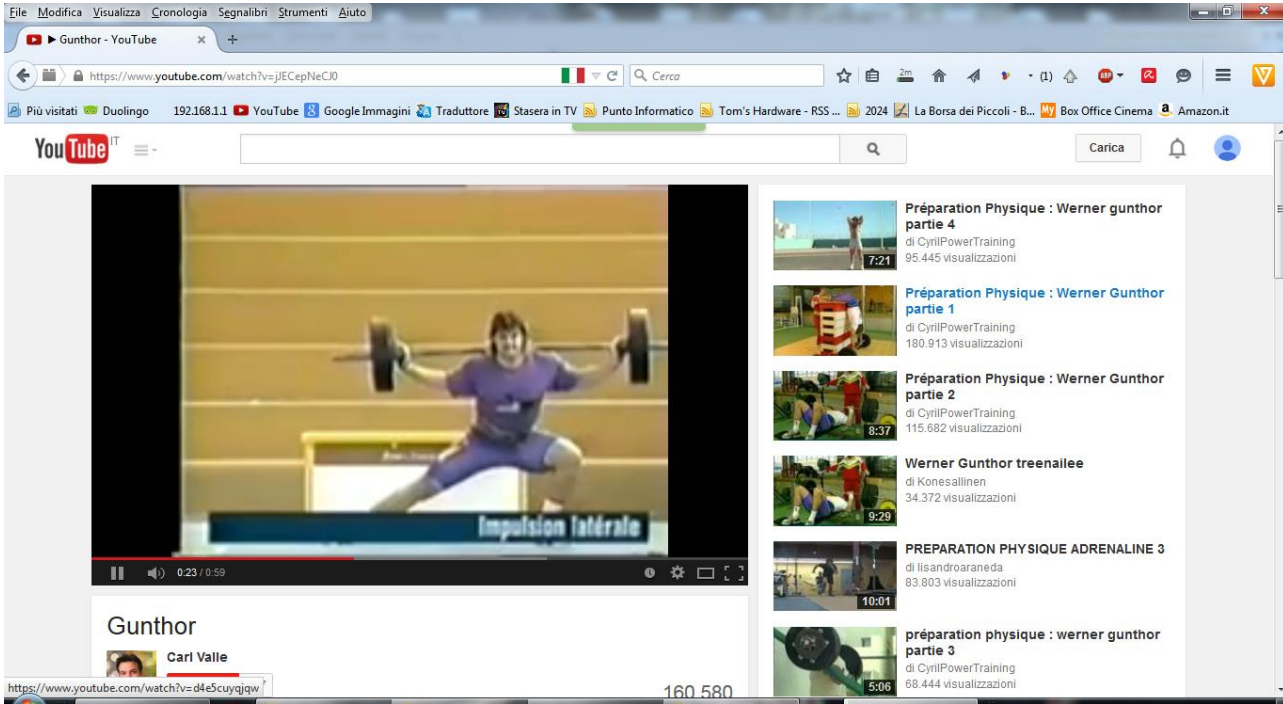 File Modifica Visualizza Cronologia Segnalibri Strumenti Aiuto
Gunthor - YouTube
https://www.youtube.com/watch?v=jJECepNeCJ0
Cerca
2m
(1)
ABP
Più visitati Duolingo 192.168.1.1 YouTube Google Immagini Traduttore Stasera in TV Punto Informatico Tom's Hardware - RSS ... 2024 La Borsa dei Piccoli - B... My Box Office Cinema Amazon.it
YouTube IT
Carica
Impulsion latérale
0:23 / 0:59
Gunthor
Carl Valle
160.580
https://www.youtube.com/watch?v=d4e5cuyqjqw
Préparation Physique : Werner gunthor
partie 4
di CyrilPowerTraining
95.445 visualizzazioni
7:21
Préparation Physique : Werner Gunthor
partie 1
di CyrilPowerTraining
180.913 visualizzazioni
Préparation Physique : Werner Gunthor
partie 2
di CyrilPowerTraining
115.682 visualizzazioni
8:37
Werner Gunthor treenailee
di Konesallinen
34.372 visualizzazioni
9:29
PREPARATION PHYSIQUE ADRENALINE 3
di lisandroaraneda
83.803 visualizzazioni
10:01
préparation physique : werner gunthor
partie 3
di CyrilPowerTraining
68.444 visualizzazioni
5:06